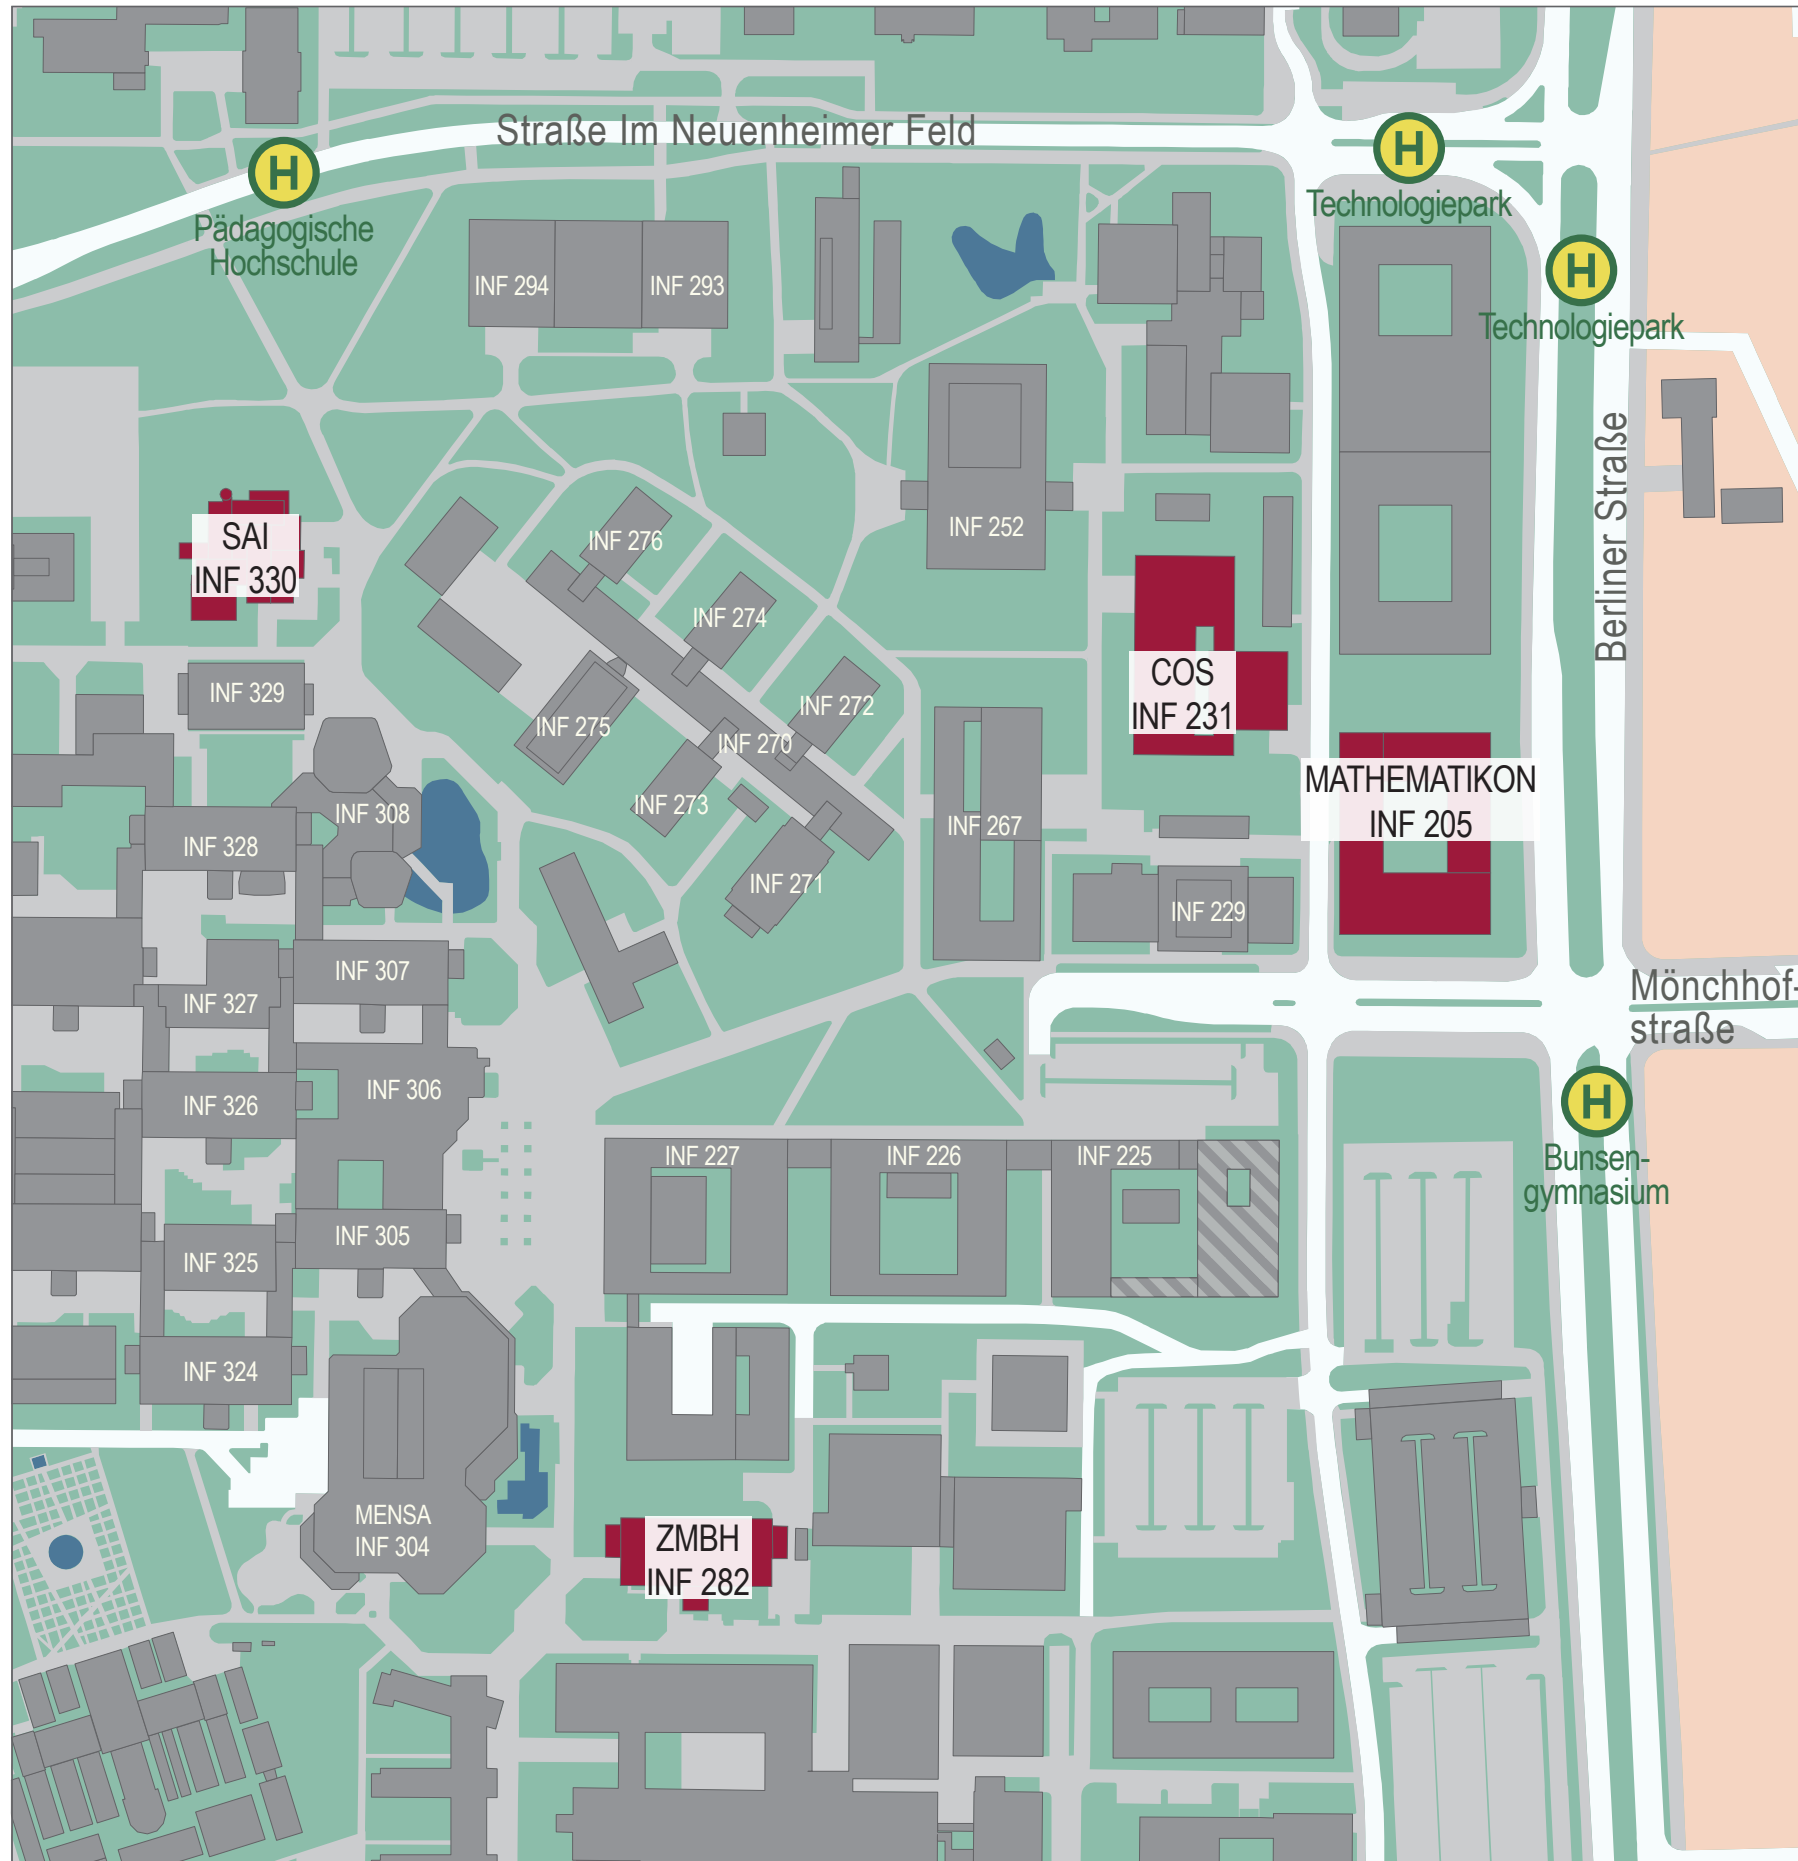 Straße Im Neuenheimer Feld
H
H
Pädagogische
Hochschule
Technologiepark
H
Technologiepark
INF 294
INF 293
Berliner Straße
INF 252
SAI
INF 330
INF 276
INF 274
INF 329
INF 275
INF 272
INF 270
COS
INF 231
INF 308
INF 273
MATHEMATIKON
INF 205
INF 328
INF 267
INF 271
INF 229
INF 307
INF 327
Mönchhof-
straße
INF 306
INF 326
H
Bunsen-
gymnasium
INF 227
INF 226
INF 225
INF 305
INF 325
INF 324
MENSA
INF 304
ZMBH
INF 282